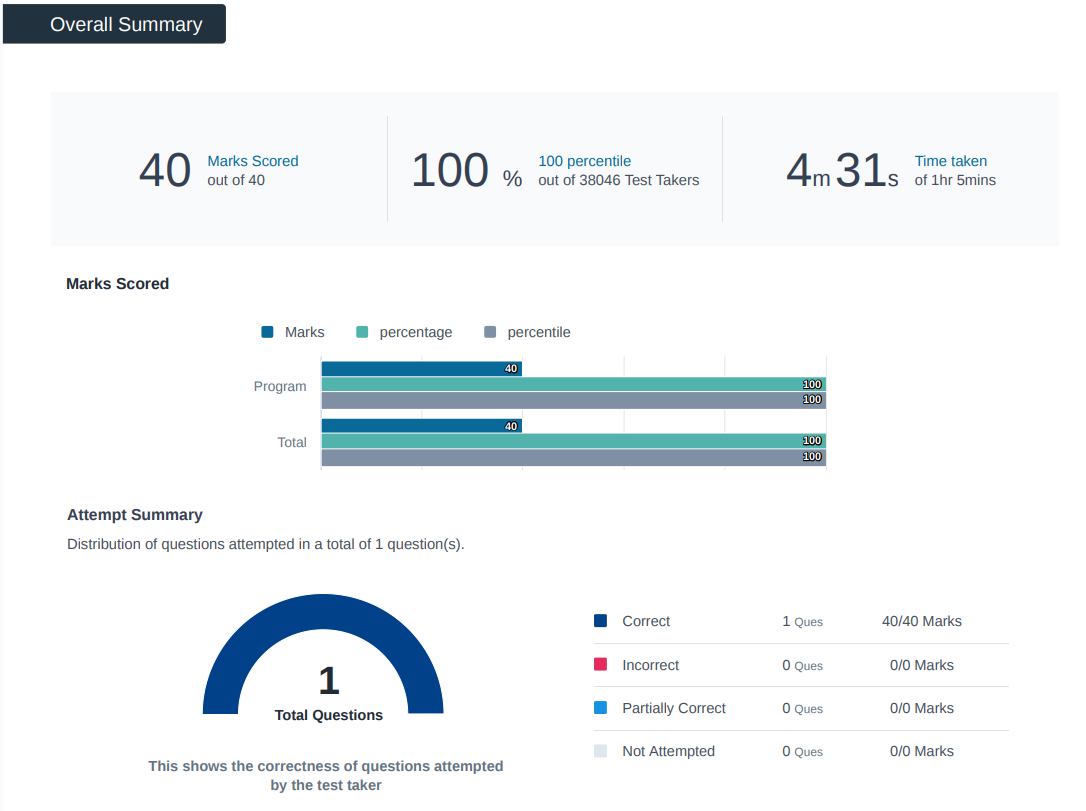 Overall Summary
40 Marks Scored
out of 40
100 % 100 percentile
out of 38046 Test Takers
4m 31s Time taken
of 1hr 5mins
Marks Scored
Marks percentage percentile
Program 40
100
100
Total 40
100
100
Attempt Summary
Distribution of questions attempted in a total of 1 question(s).
1
Total Questions
This shows the correctness of questions attempted
by the test taker
Correct 1 Ques 40/40 Marks
Incorrect 0 Ques 0/0 Marks
Partially Correct 0 Ques 0/0 Marks
Not Attempted 0 Ques 0/0 Marks